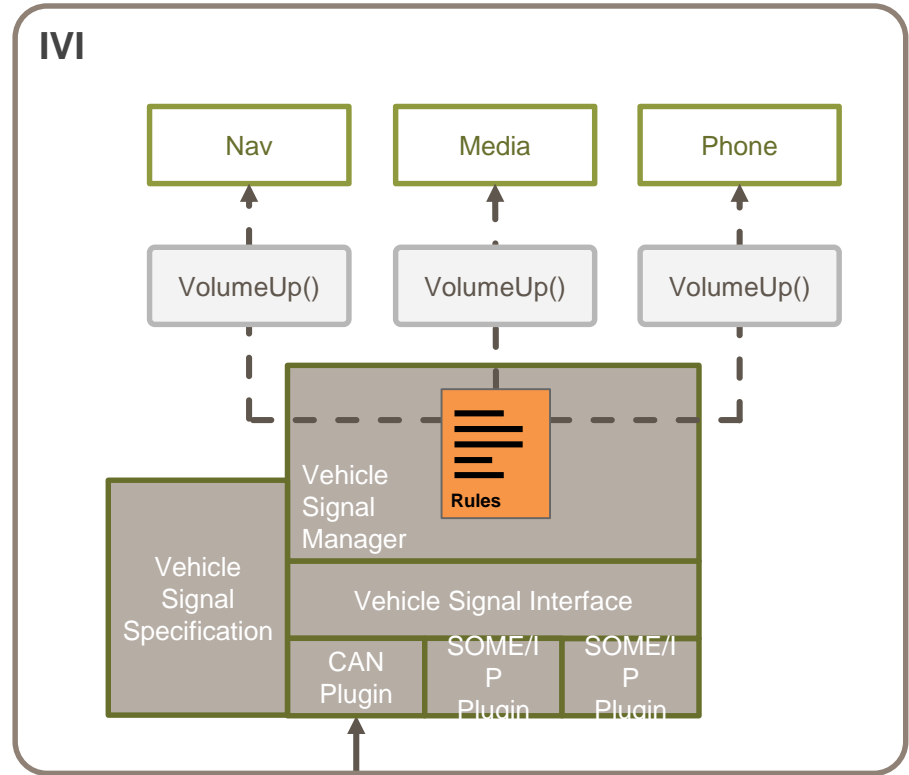 IVI
Nav
Media
Phone
VolumeUp()
VolumeUp()
VolumeUp()
Rules
Vehicle
Signal
Manager
Vehicle
Signal
Specification
Vehicle Signal Interface
CAN
Plugin
SOME/I
P
Plugin
SOME/I
P
Plugin